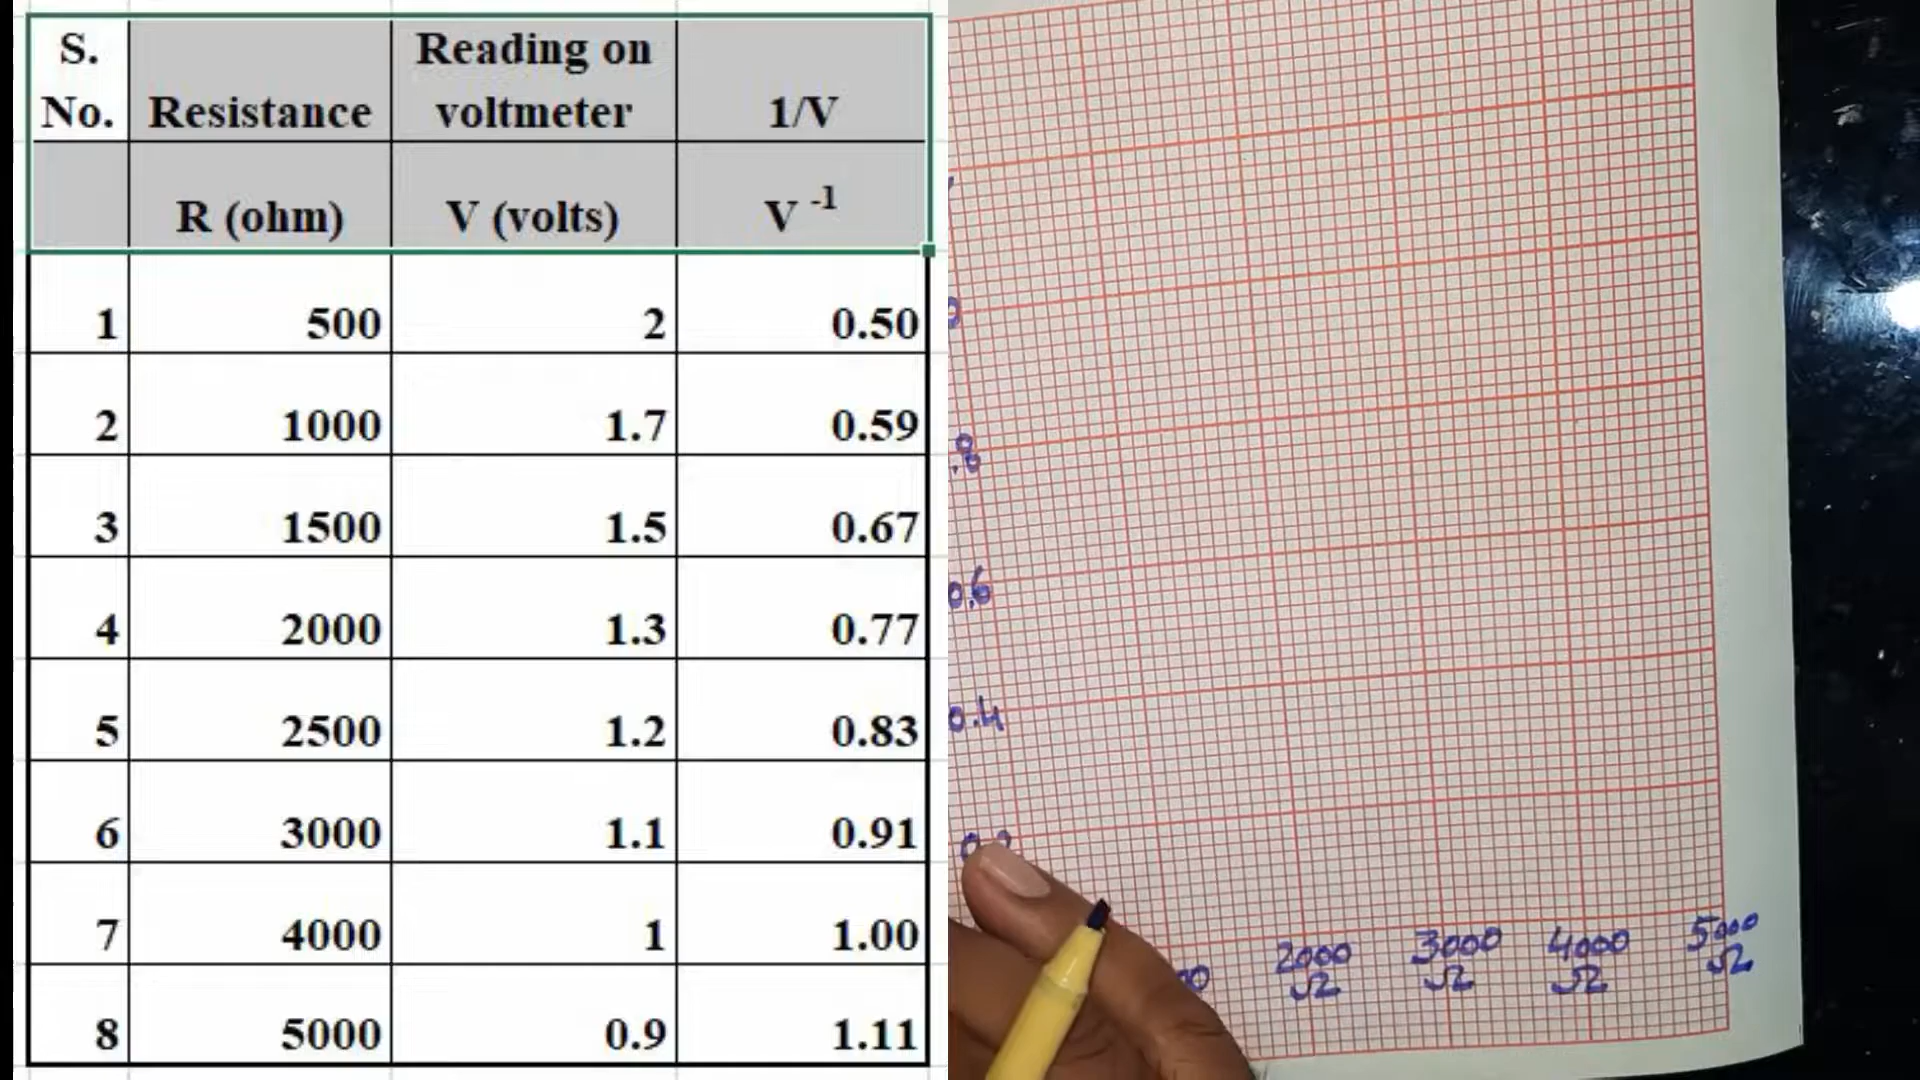 S. No. Resistance Reading on voltmeter 1/V
R (ohm) V (volts) V -1
1 500 2 0.50
2 1000 1.7 0.59
3 1500 1.5 0.67
4 2000 1.3 0.77
5 2500 1.2 0.83
6 3000 1.1 0.91
7 4000 1 1.00
8 5000 0.9 1.11
.8
0.6
0.4
2000 3000 4000 5000
Ω Ω Ω Ω